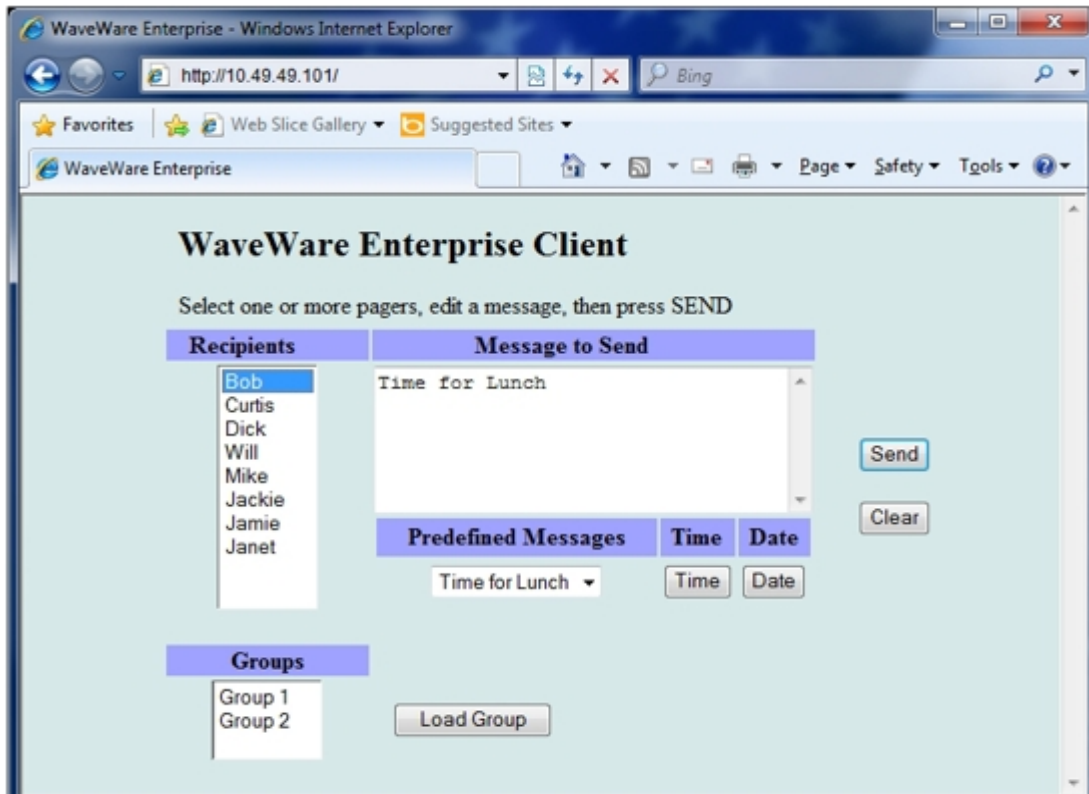 WaveWare Enterprise - Windows Internet Explorer
http://10.49.49.101/
Bing
Favorites
Web Slice Gallery
Suggested Sites
WaveWare Enterprise
Page
Safety
Tools
WaveWare Enterprise Client
Select one or more pagers, edit a message, then press SEND
Recipients
Message to Send
Bob
Curtis
Dick
Will
Mike
Jackie
Jamie
Janet
Time for Lunch
Send
Clear
Predefined Messages
Time
Date
Time for Lunch
Time
Date
Groups
Group 1
Group 2
Load Group